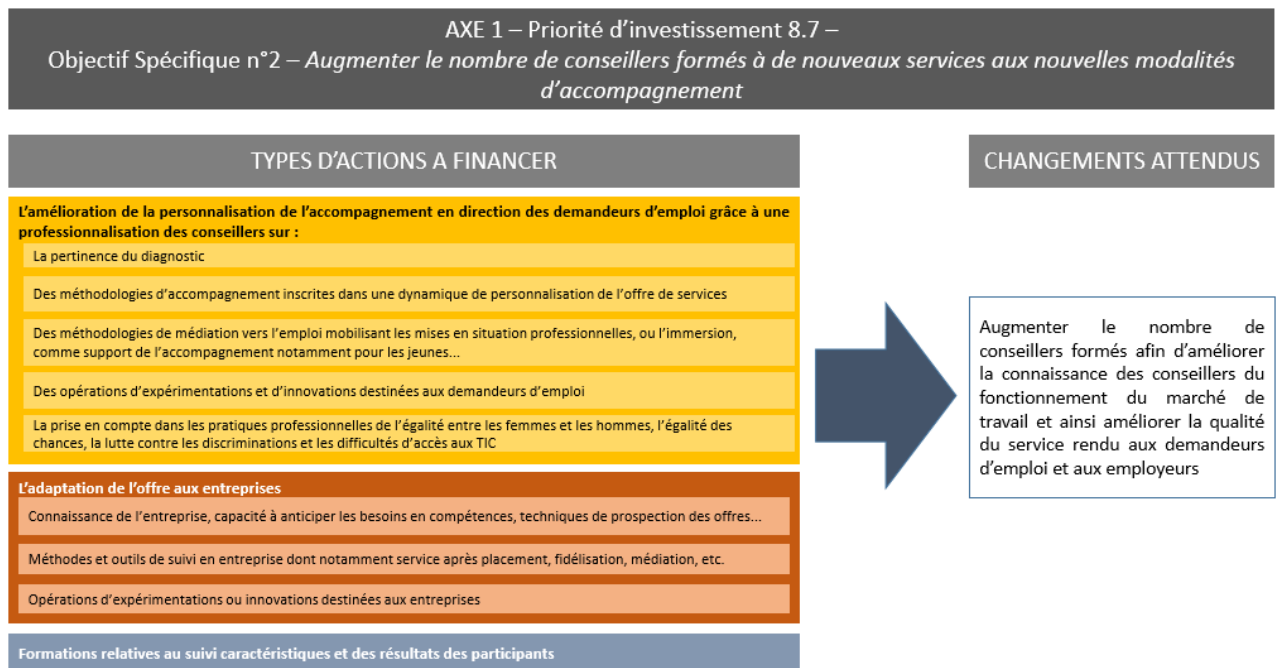 AXE 1 – Priorité d'investissement 8.7 –
Objectif Spécifique n°2 – Augmenter le nombre de conseillers formés à de nouveaux services aux nouvelles modalités
d'accompagnement
TYPES D'ACTIONS A FINANCER
L'amélioration de la personnalisation de l'accompagnement en direction des demandeurs d'emploi grâce à une
professionnalisation des conseillers sur :
La pertinence du diagnostic
Des méthodologies d'accompagnement inscrites dans une dynamique de personnalisation de l'offre de services
Des méthodologies de médiation vers l'emploi mobilisant les mises en situation professionnelles, ou l'immersion,
comme support de l'accompagnement notamment pour les jeunes...
Des opérations d'expérimentations et d'innovations destinées aux demandeurs d'emploi
La prise en compte dans les pratiques professionnelles de l'égalité entre les femmes et les hommes, l'égalité des
chances, la lutte contre les discriminations et les difficultés d'accès aux TIC
L'adaptation de l'offre aux entreprises
Connaissance de l'entreprise, capacité à anticiper les besoins en compétences, techniques de prospection des offres...
Méthodes et outils de suivi en entreprise dont notamment service après placement, fidélisation, médiation, etc.
Opérations d'expérimentations ou innovations destinées aux entreprises
Formations relatives au suivi caractéristiques et des résultats des participants
CHANGEMENTS ATTENDUS
Augmenter le nombre de
conseillers formés afin d'améliorer
la connaissance des conseillers du
fonctionnement du marché de
travail et ainsi améliorer la qualité
du service rendu aux demandeurs
d'emploi et aux employeurs